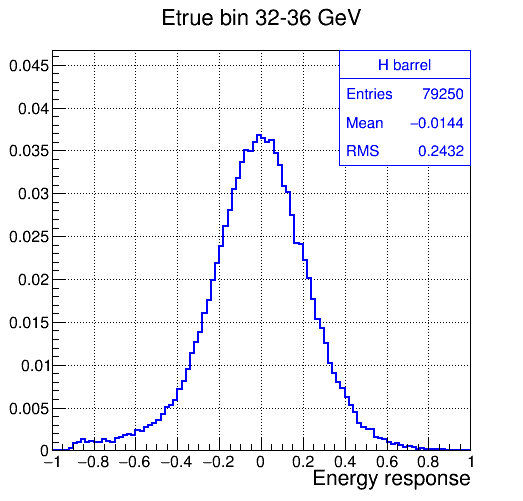 Etrue bin 32-36 GeV
H barrel
Entries 79250
Mean −0.0144
RMS 0.2432
0.045
0.04
0.035
0.03
0.025
0.02
0.015
0.01
0.005
0
−1 −0.8 −0.6 −0.4 −0.2 0 0.2 0.4 0.6 0.8 1
Energy response